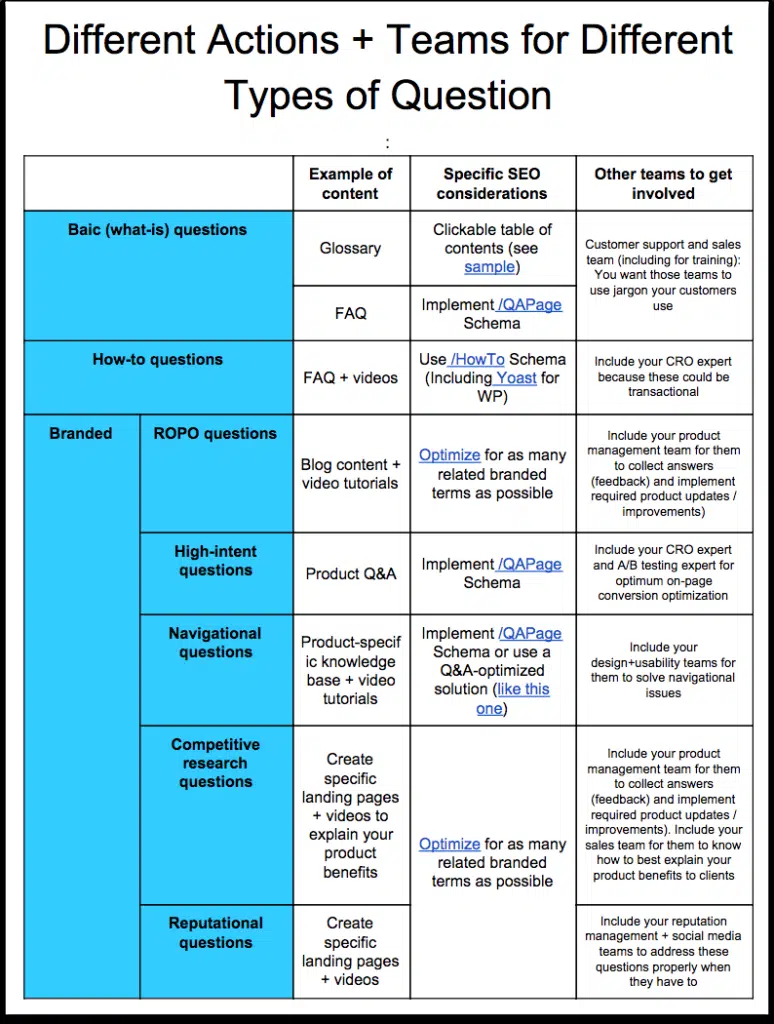 Different Actions + Teams for Different
Types of Question
:
Example of
content
Specific SEO
considerations
Other teams to get
involved
Baic (what-is) questions
Glossary
Clickable table of
contents (see
sample)
Customer support and sales
team (including for training):
You want those teams to
use jargon your customers
use
FAQ
Implement /QAPage
Schema
How-to questions
FAQ + videos
Use /HowTo Schema
(Including Yoast for
WP)
Include your CRO expert
because these could be
transactional
Branded
ROPO questions
Blog content +
video tutorials
Optimize for as many
related branded
terms as possible
Include your product
management team for them
to collect answers
(feedback) and implement
required product updates /
improvements)
High-intent
questions
Product Q&A
Implement /QAPage
Schema
Include your CRO expert
and A/B testing expert for
optimum on-page
conversion optimization
Navigational
questions
Product-specif
ic knowledge
base + video
tutorials
Implement /QAPage
Schema or use a
Q&A-optimized
solution (like this
one)
Include your
design+usability teams for
them to solve navigational
issues
Competitive
research
questions
Create
specific
landing pages
+ videos to
explain your
product
benefits
Optimize for as many
related branded
terms as possible
Include your product
management team for them
to collect answers
(feedback) and implement
required product updates /
improvements). Include your
sales team for them to know
how to best explain your
product benefits to clients
Reputational
questions
Create
specific
landing pages
+ videos
Include your reputation
management + social media
teams to address these
questions properly when
they have to